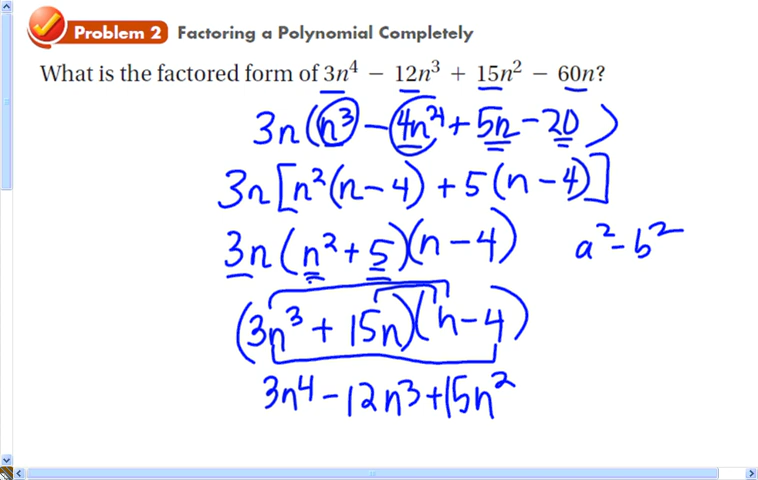 Problem 2 Factoring a Polynomial Completely
What is the factored form of 3n⁴ − 12n³ + 15n² − 60n?
3n(n³ − 4n² + 5n − 20)
3n[n²(n − 4) + 5(n − 4)]
3n(n² + 5)(n − 4) a² − b²
(3n³ + 15n)(n − 4)
3n⁴ − 12n³ + 15n²